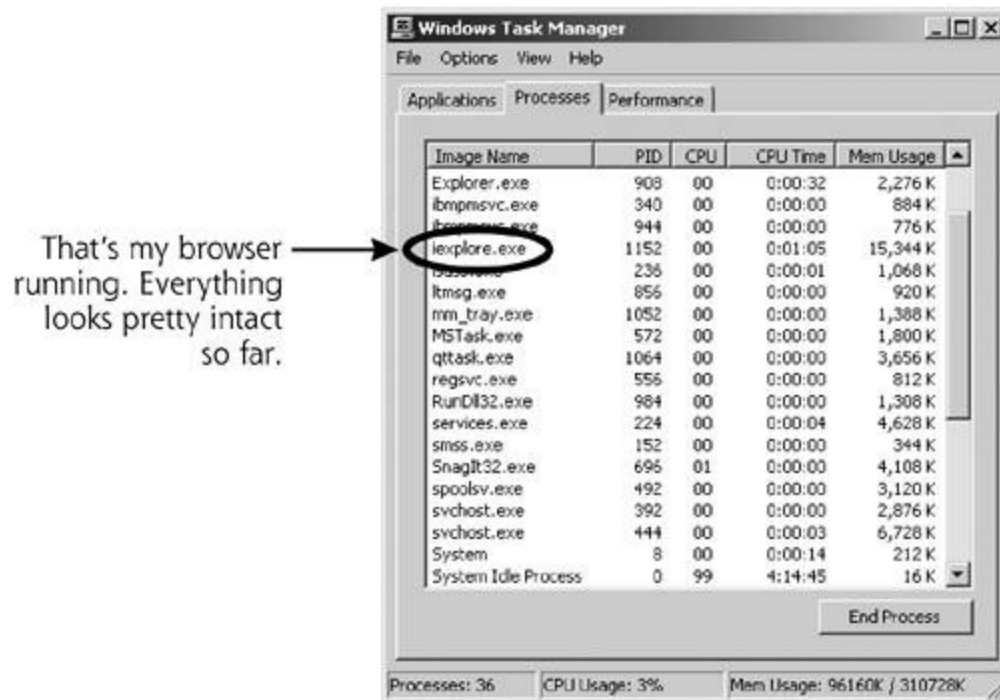 Windows Task Manager
File Options View Help
Applications Processes Performance
Image Name PID CPU CPU Time Mem Usage
Explorer.exe 908 00 0:00:32 2,276 K
ibmpmsvc.exe 340 00 0:00:00 884 K
944 00 0:00:00 776 K
That's my browser
running. Everything
looks pretty intact
so far.
iexplore.exe 1152 00 0:01:05 15,344 K
236 00 0:00:01 1,068 K
ltmsg.exe 856 00 0:00:00 920 K
mm_tray.exe 1052 00 0:00:00 1,388 K
MSTask.exe 572 00 0:00:00 1,800 K
qttask.exe 1064 00 0:00:00 3,656 K
regsvc.exe 556 00 0:00:00 812 K
RunDll32.exe 984 00 0:00:00 1,308 K
services.exe 224 00 0:00:04 4,628 K
smss.exe 152 00 0:00:00 344 K
SnagIt32.exe 696 01 0:00:00 4,108 K
spoolsv.exe 492 00 0:00:00 3,120 K
svchost.exe 392 00 0:00:00 2,876 K
svchost.exe 444 00 0:00:03 6,728 K
System 8 00 0:00:14 212 K
System Idle Process 0 99 4:14:45 16 K
End Process
Processes: 36 CPU Usage: 3% Mem Usage: 96160K / 310728K